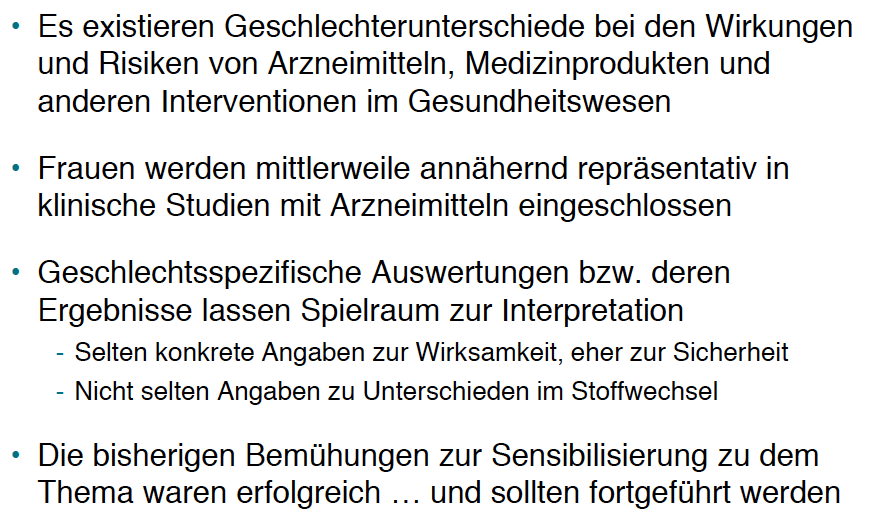 • Es existieren Geschlechterunterschiede bei den Wirkungen
und Risiken von Arzneimitteln, Medizinprodukten und
anderen Interventionen im Gesundheitswesen
• Frauen werden mittlerweile annähernd repräsentativ in
klinische Studien mit Arzneimitteln eingeschlossen
• Geschlechtsspezifische Auswertungen bzw. deren
Ergebnisse lassen Spielraum zur Interpretation
- Selten konkrete Angaben zur Wirksamkeit, eher zur Sicherheit
- Nicht selten Angaben zu Unterschieden im Stoffwechsel
• Die bisherigen Bemühungen zur Sensibilisierung zu dem
Thema waren erfolgreich … und sollten fortgeführt werden